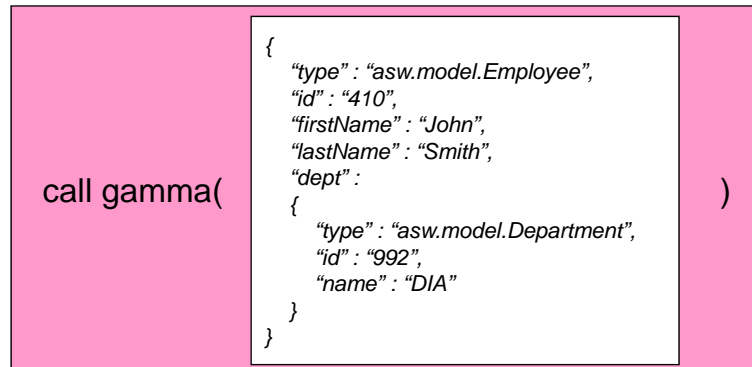 {
“type” : “asw.model.Employee”,
“id” : “410”,
“firstName” : “John”,
“lastName” : “Smith”,
“dept” :
call gamma( { )
“type” : “asw.model.Department”,
“id” : “992”,
“name” : “DIA”
}
}